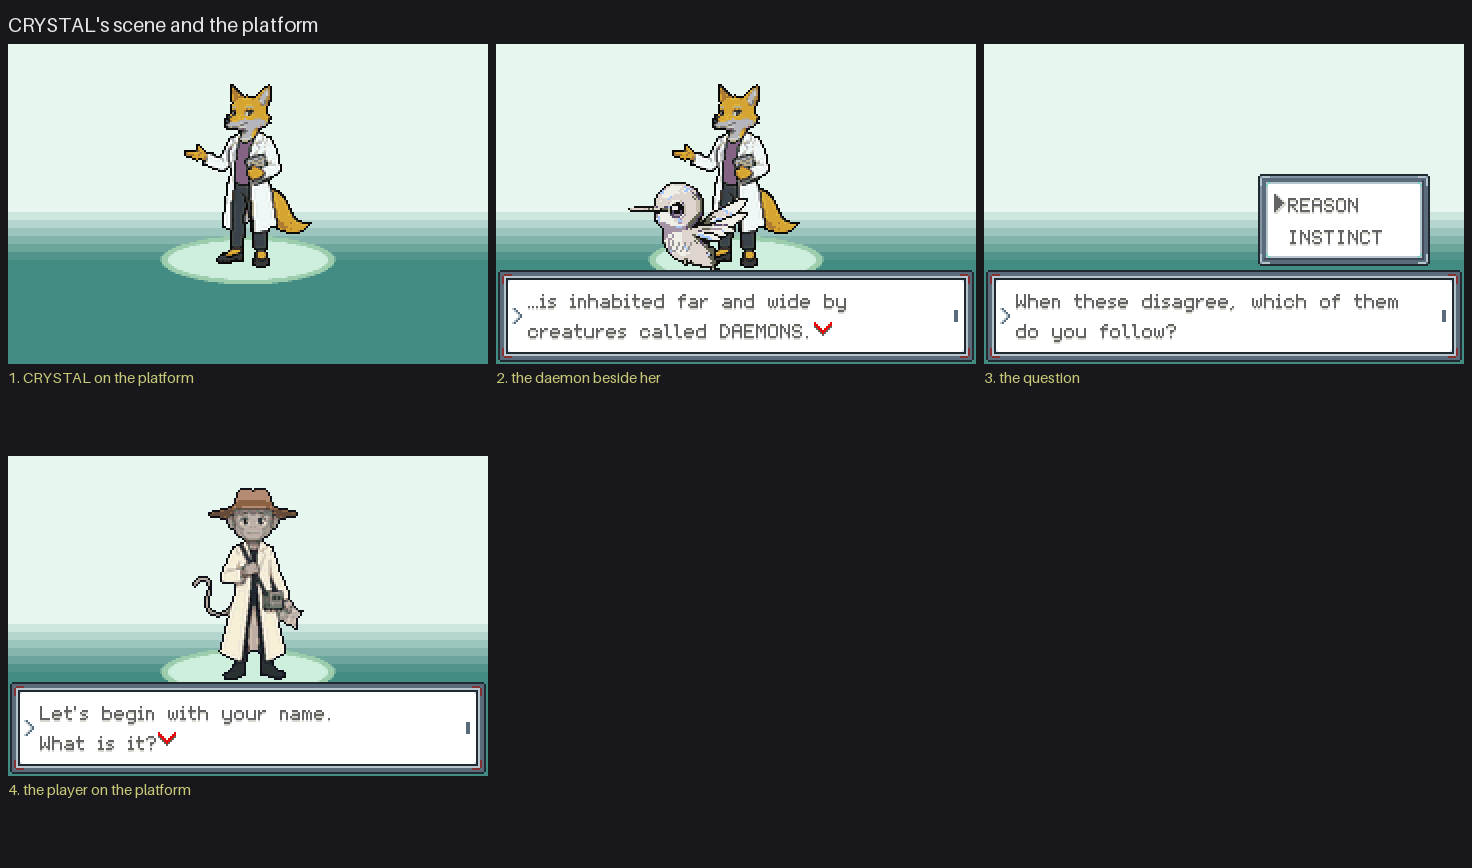 CRYSTAL's scene and the platform
…is inhabited far and wide by
creatures called DAEMONS.
REASON
INSTINCT
When these disagree, which of them
do you follow?
1. CRYSTAL on the platform
2. the daemon beside her
3. the question
Let's begin with your name.
What is it?
4. the player on the platform